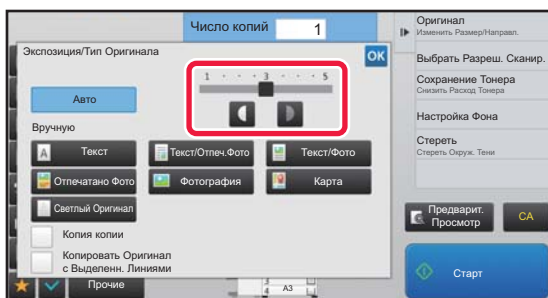 Число копий 1
Экспозиция/Тип Оригинала
OK
1 3 5
Авто
Вручную
A Текст
Текст/Отпеч.Фото
Текст/Фото
Отпечатано Фото
Фотография
Карта
Светлый Оригинал
Копия копии
Копировать Оригинал
с Выделенн. Линиями
Прочие
3
4 A3
Оригинал
Изменить Размер/Направл.
Выбрать Разреш. Сканир.
Сохранение Тонера
Снизить Расход Тонера
Настройка Фона
Стереть
Стереть Окруж. Тени
Предварит.
Просмотр
CA
Старт